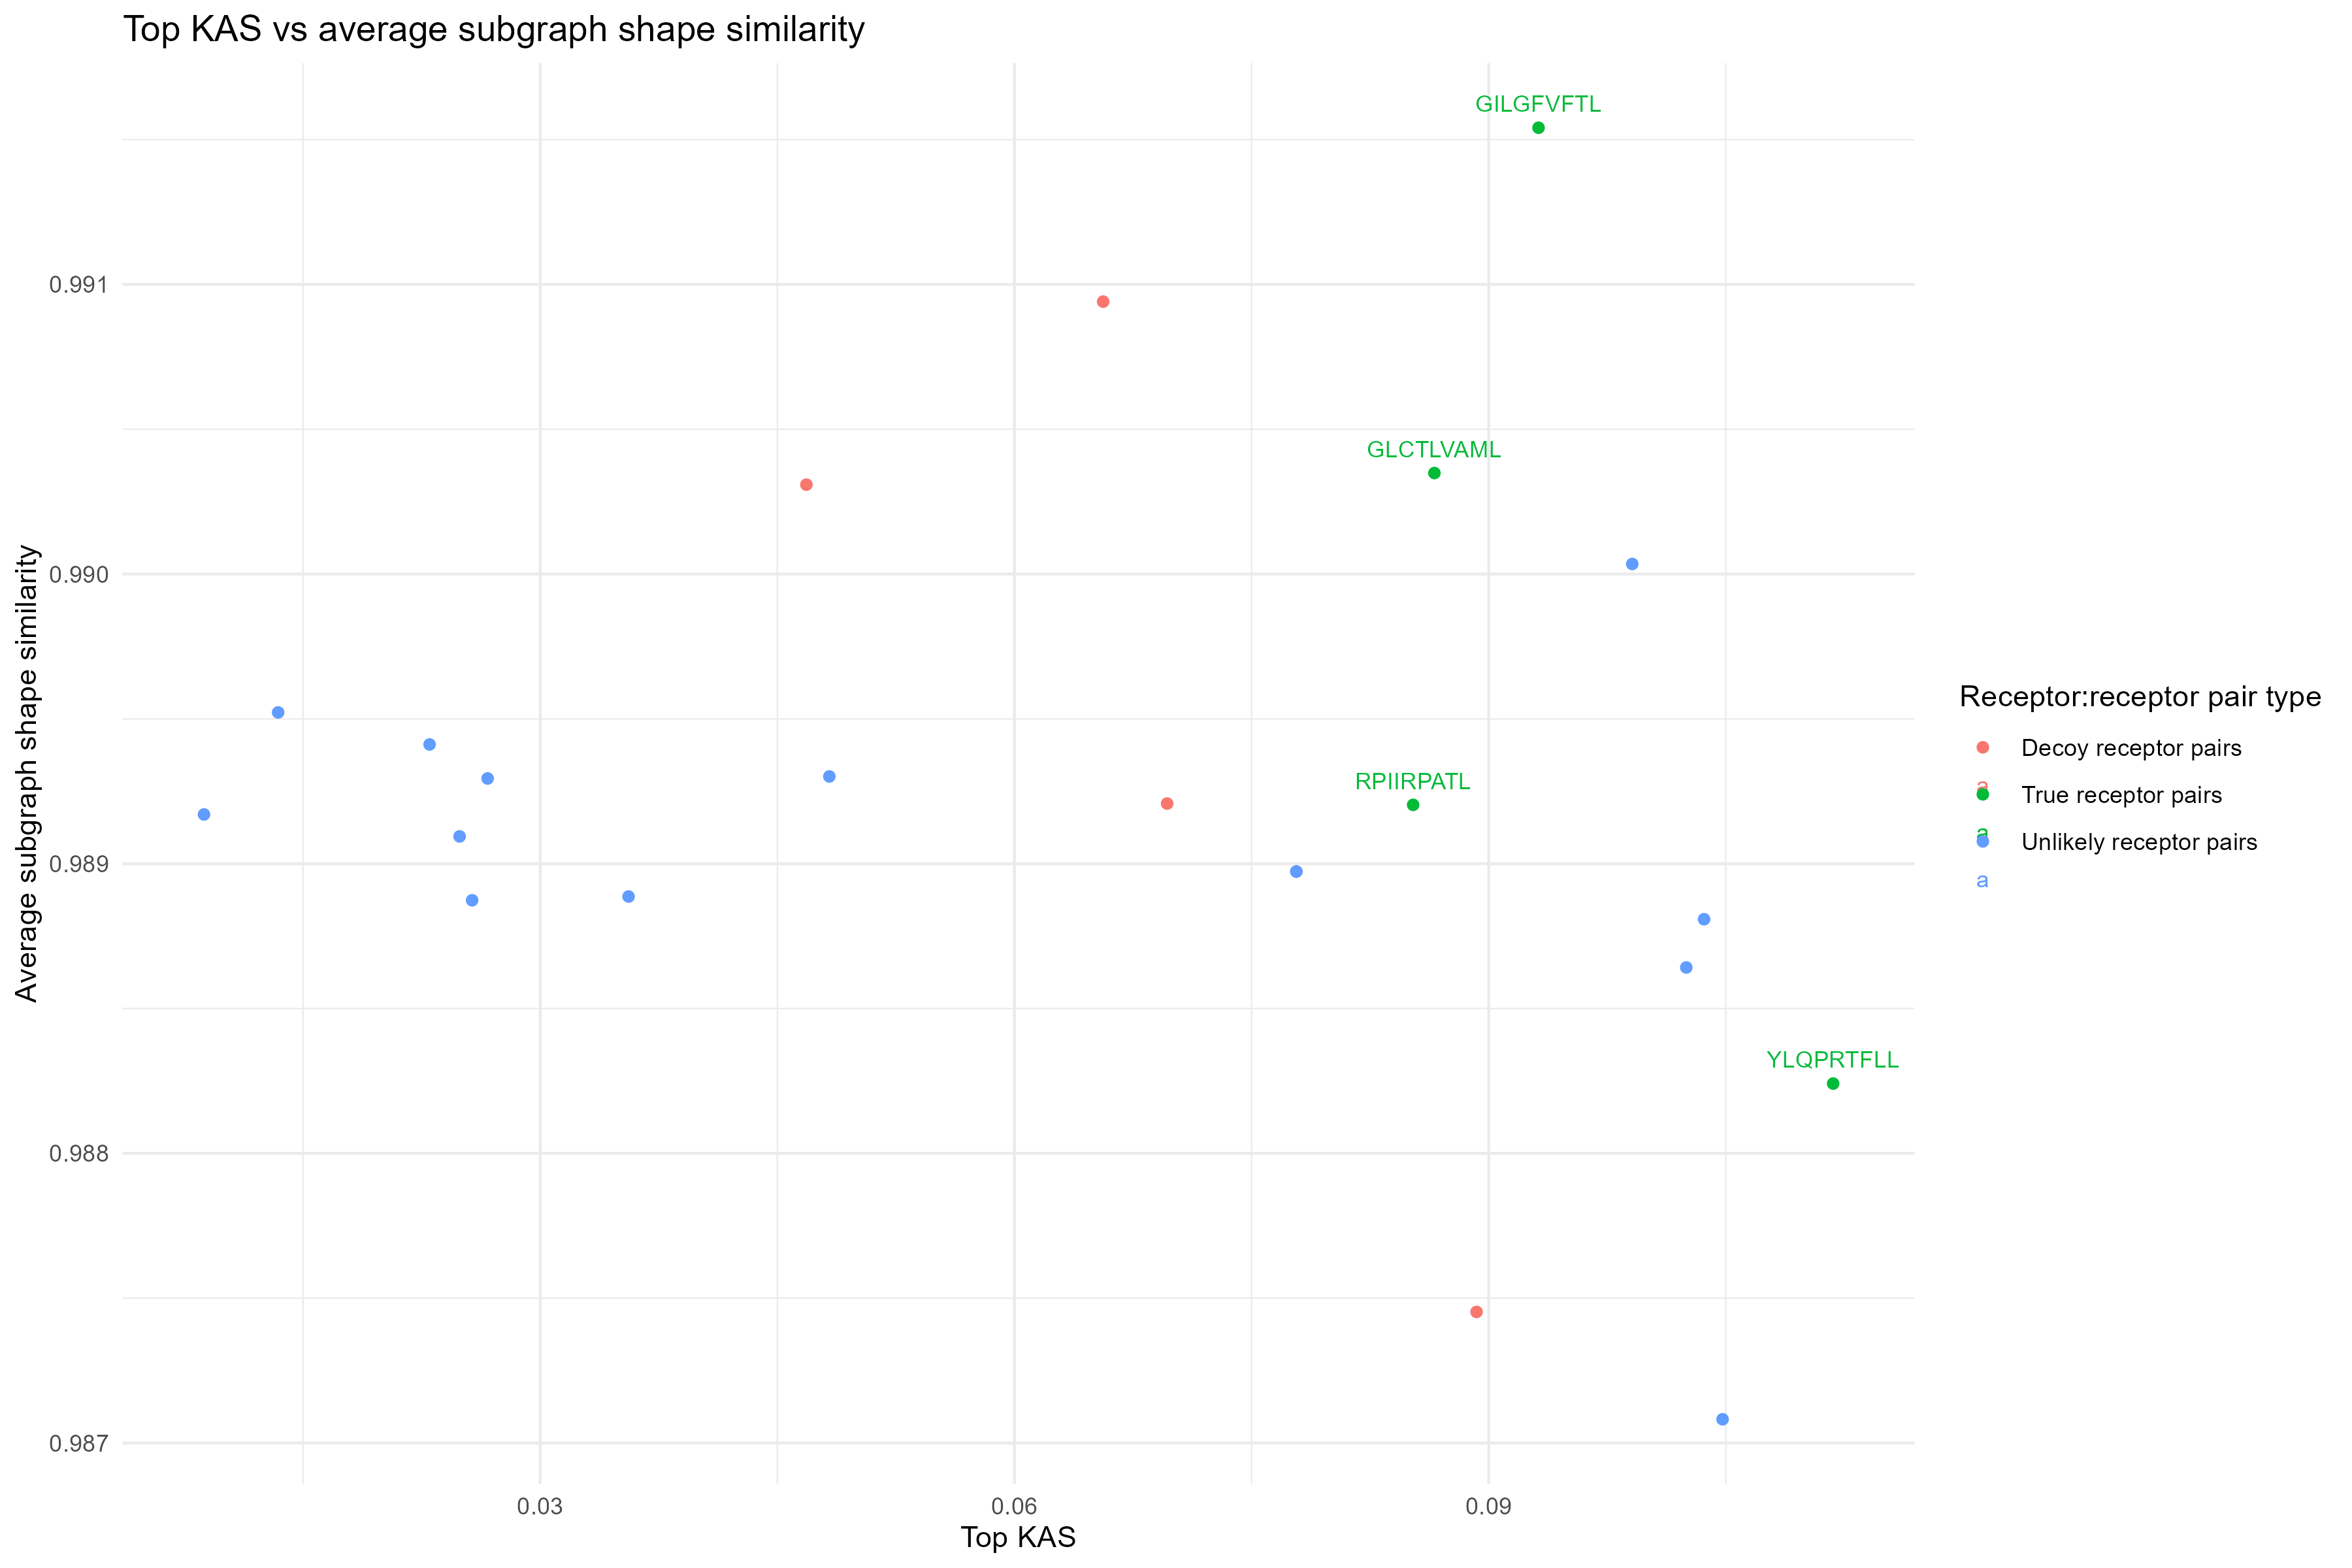 Top KAS vs average subgraph shape similarity
GILGFVFTL
0.991
GLCTLVAML
0.990
Average subgraph shape similarity
Receptor:receptor pair type
Decoy receptor pairs
a
True receptor pairs
a
Unlikely receptor pairs
a
RPIIRPATL
0.989
YLQPRTFLL
0.988
0.987
0.03
0.06
0.09
Top KAS